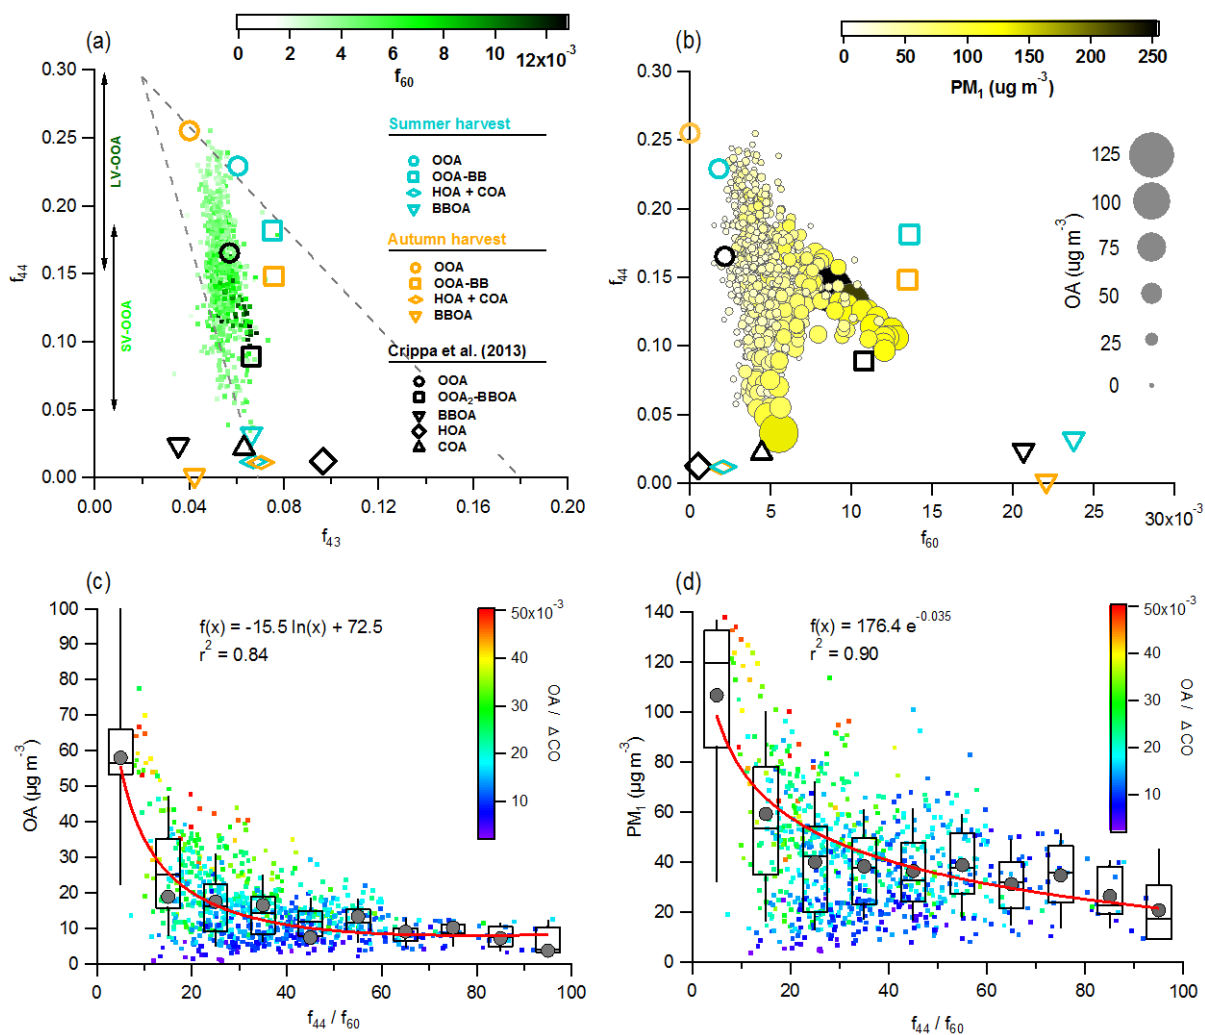 (a)
0 2 4 6 8 10 12x10⁻³
f₆₀
0.30
0.25
0.20
0.15
0.10
0.05
0.00
f₄₄
LV-OOA
SV-OOA
Summer harvest
OOA
OOA-BB
HOA + COA
BBOA
Autumn harvest
OOA
OOA-BB
HOA + COA
BBOA
Crippa et al. (2013)
OOA
OOA₂-BBOA
BBOA
HOA
COA
0.00 0.04 0.08 0.12 0.16 0.20
f₄₃
(b)
0 50 100 150 200 250
PM₁ (ug m⁻³)
0.30
0.25
0.20
0.15
0.10
0.05
0.00
f₄₄
OA (ug m⁻³)
125
100
75
50
25
0
0 5 10 15 20 25 30x10⁻³
f₆₀
(c)
100
90
80
70
60
50
40
30
20
10
0
OA (µg m⁻³)
f(x) = -15.5 ln(x) + 72.5
r² = 0.84
50x10⁻³
40
30
20
10
OA / Δ CO
0 20 40 60 80 100
f₄₄ / f₆₀
(d)
140
120
100
80
60
40
20
0
PM₁ (µg m⁻³)
f(x) = 176.4 e⁻⁰·⁰³⁵
r² = 0.90
50x10⁻³
40
30
20
10
OA / Δ CO
0 20 40 60 80 100
f₄₄ / f₆₀